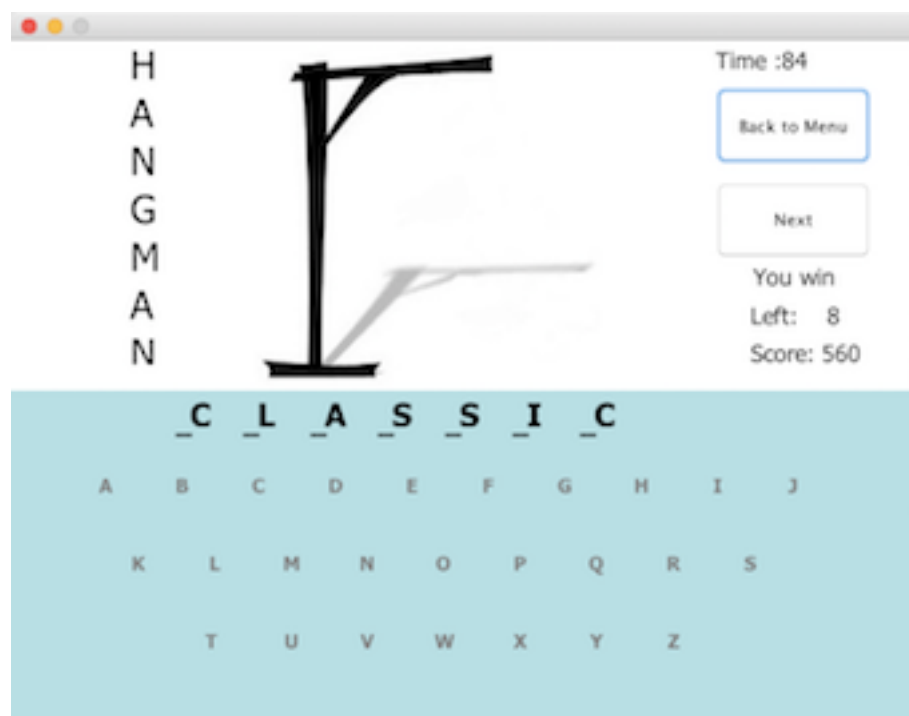 H
A
N
G
M
A
N
Time :84
Back to Menu
Next
You win
Left: 8
Score: 560
_C _L _A _S _S _I _C
A B C D E F G H I J
K L M N O P Q R S
T U V W X Y Z